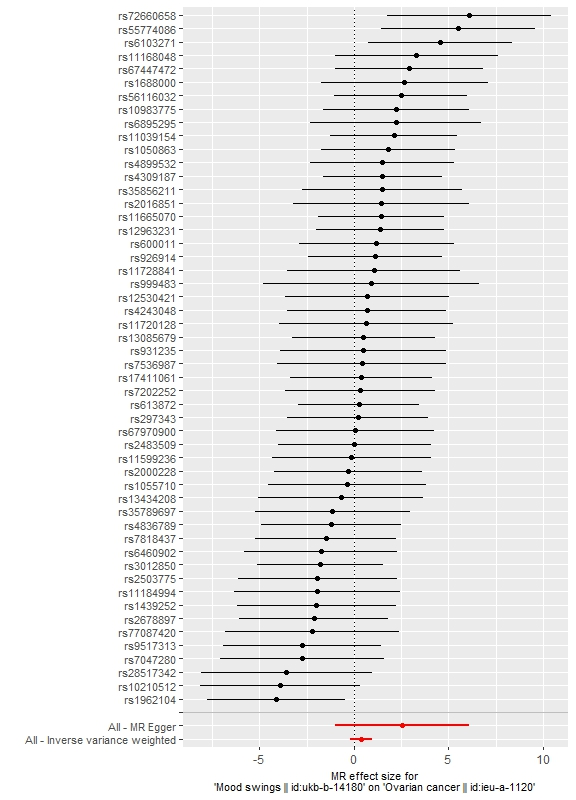 rs72660658
rs55774086
rs6103271
rs11168048
rs67447472
rs1688000
rs56116032
rs10983775
rs6895295
rs11039154
rs1050863
rs4899532
rs4309187
rs35856211
rs2016851
rs11665070
rs12963231
rs600011
rs926914
rs11728841
rs999483
rs12530421
rs4243048
rs11720128
rs13085679
rs931235
rs7536987
rs17411061
rs7202252
rs613872
rs297343
rs67970900
rs2483509
rs11599236
rs2000228
rs1055710
rs13434208
rs35789697
rs4836789
rs7818437
rs6460902
rs3012850
rs2503775
rs11184994
rs1439252
rs2678897
rs77087420
rs9517313
rs7047280
rs28517342
rs10210512
rs1962104
All - MR Egger
All - Inverse variance weighted
-5 0 5 10
MR effect size for
'Mood swings || id:ukb-b-14180' on 'Ovarian cancer || id:ieu-a-1120'